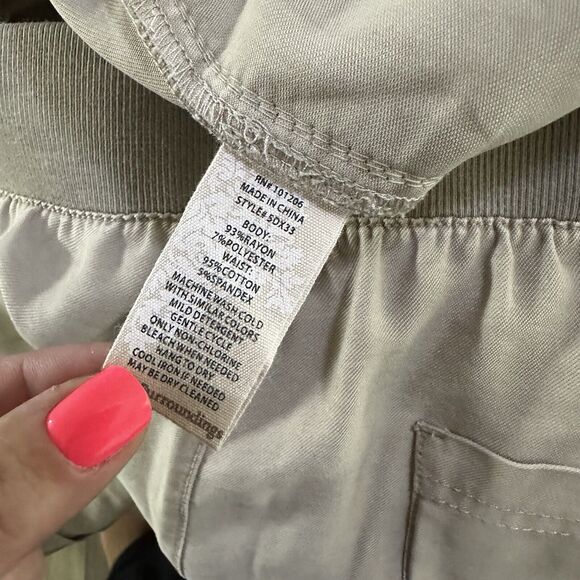 RN# 101206
MADE IN CHINA
STYLE# SDX33
BODY:
93%RAYON
7%POLYESTER
WAIST:
95%COTTON
5%SPANDEX
MACHINE WASH COLD
WITH SIMILAR COLORS
MILD DETERGENT
GENTLE CYCLE
ONLY NON-CHLORINE
BLEACH WHEN NEEDED
HANG TO DRY
COOL IRON IF NEEDED
MAY BE DRY CLEANED